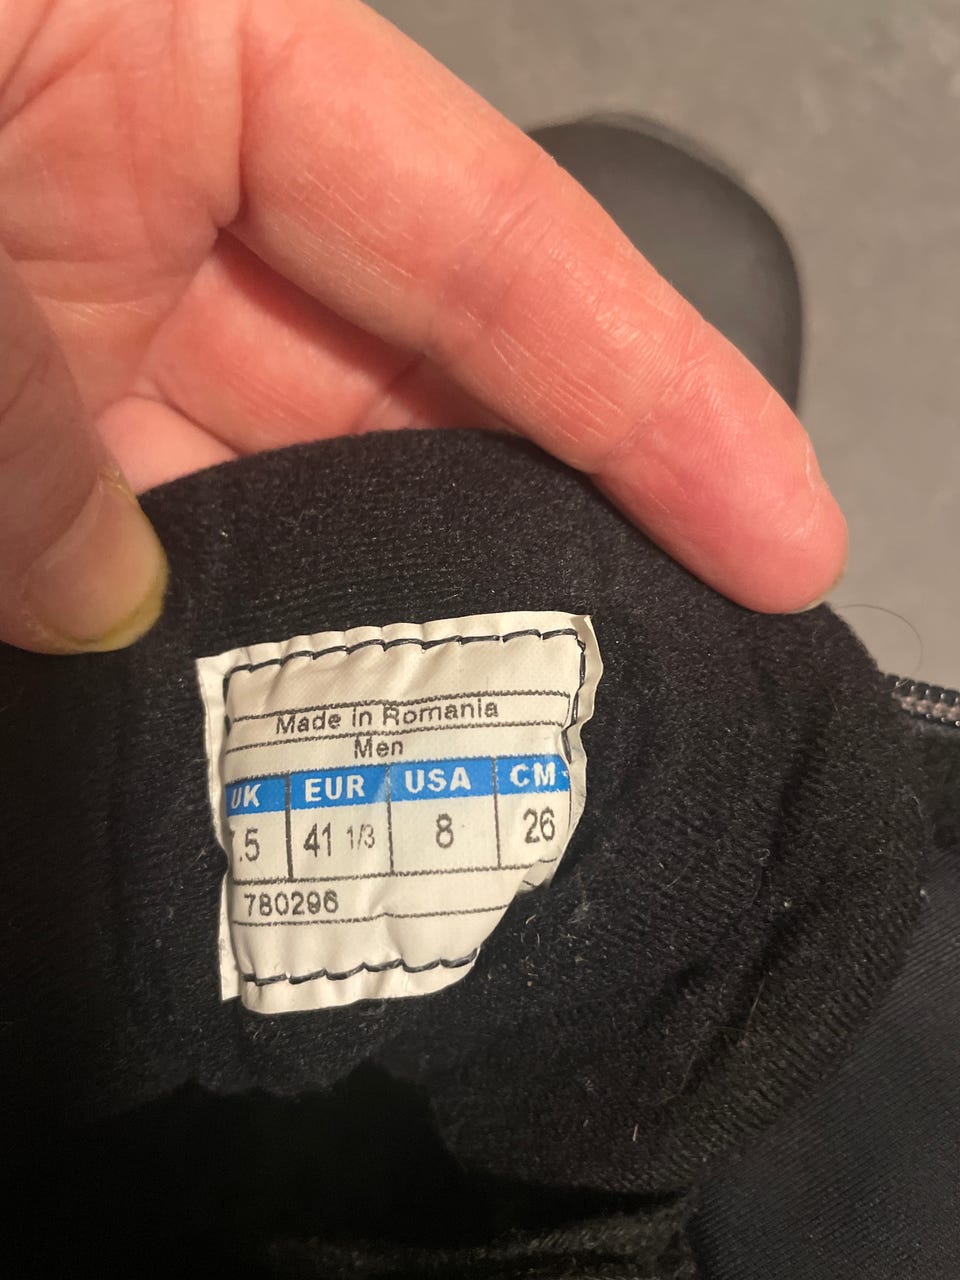 Made in Romania
Men
UK EUR USA CM
.5 41 1/3 8 26
780296